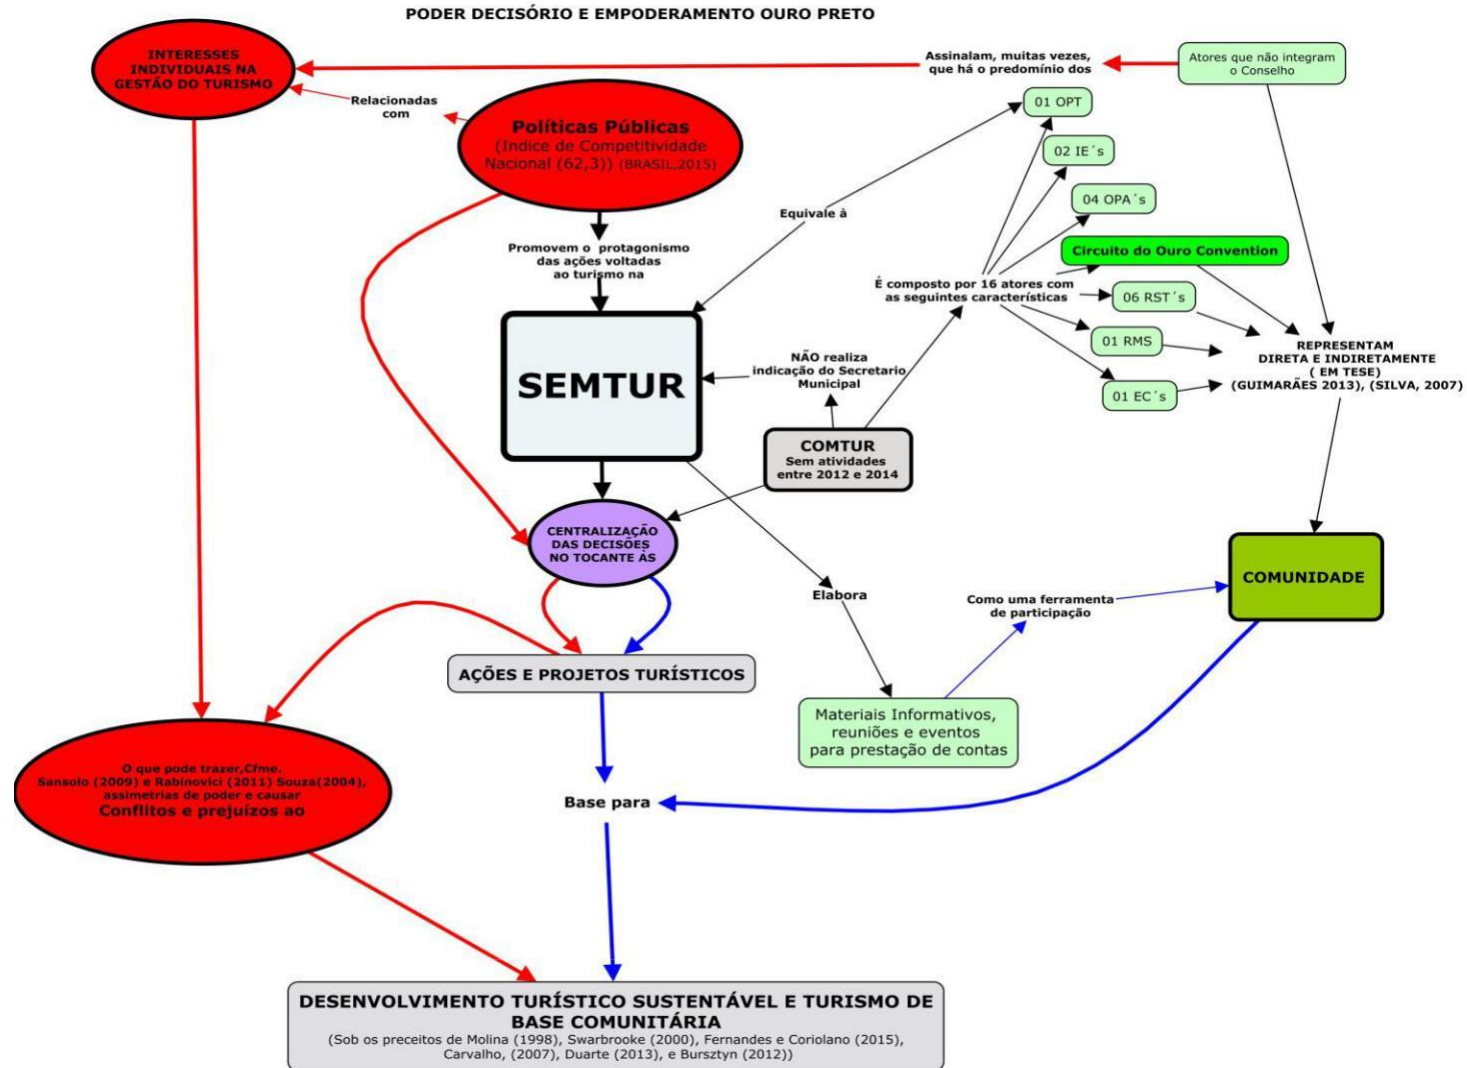 PODER DECISÓRIO E EMPODERAMENTO OURO PRETO
INTERESSES
INDIVIDUAIS NA
GESTÃO DO TURISMO
Assinalam, muitas vezes,
que há o predomínio dos
Atores que não integram
o Conselho
Relacionadas
com
Políticas Públicas
(Indice de Competitividade
Nacional (62,3)) (BRASIL,2015)
01 OPT
02 IE´s
04 OPA´s
Equivale à
Circuito do Ouro Convention
Promovem o protagonismo
das ações voltadas
ao turismo na
É composto por 16 atores com
as seguintes característicos
06 RST´s
01 RMS
01 EC´s
REPRESENTAM
DIRETA E INDIRETAMENTE
( EM TESE)
(GUIMARÃES 2013), (SILVA, 2007)
SEMTUR
NÃO realiza
indicação do Secretario
Municipal
COMTUR
Sem atividades
entre 2012 e 2014
CENTRALIZAÇÃO
DAS DECISÕES
NO TOCANTE ÀS
Elabora
Como uma ferramenta
de participação
COMUNIDADE
AÇÕES E PROJETOS TURÍSTICOS
Materiais Informativos,
reuniões e eventos
para prestação de contas
O que pode trazer,Cfme.
Sansolo (2009) e Rabinovici (2011) Souza(2004),
assimetrias de poder e causar
Conflitos e prejuízos ao
Base para
DESENVOLVIMENTO TURÍSTICO SUSTENTÁVEL E TURISMO DE
BASE COMUNITÁRIA
(Sob os preceitos de Molina (1998), Swarbrooke (2000), Fernandes e Coriolano (2015),
Carvalho, (2007), Duarte (2013), e Bursztyn (2012))